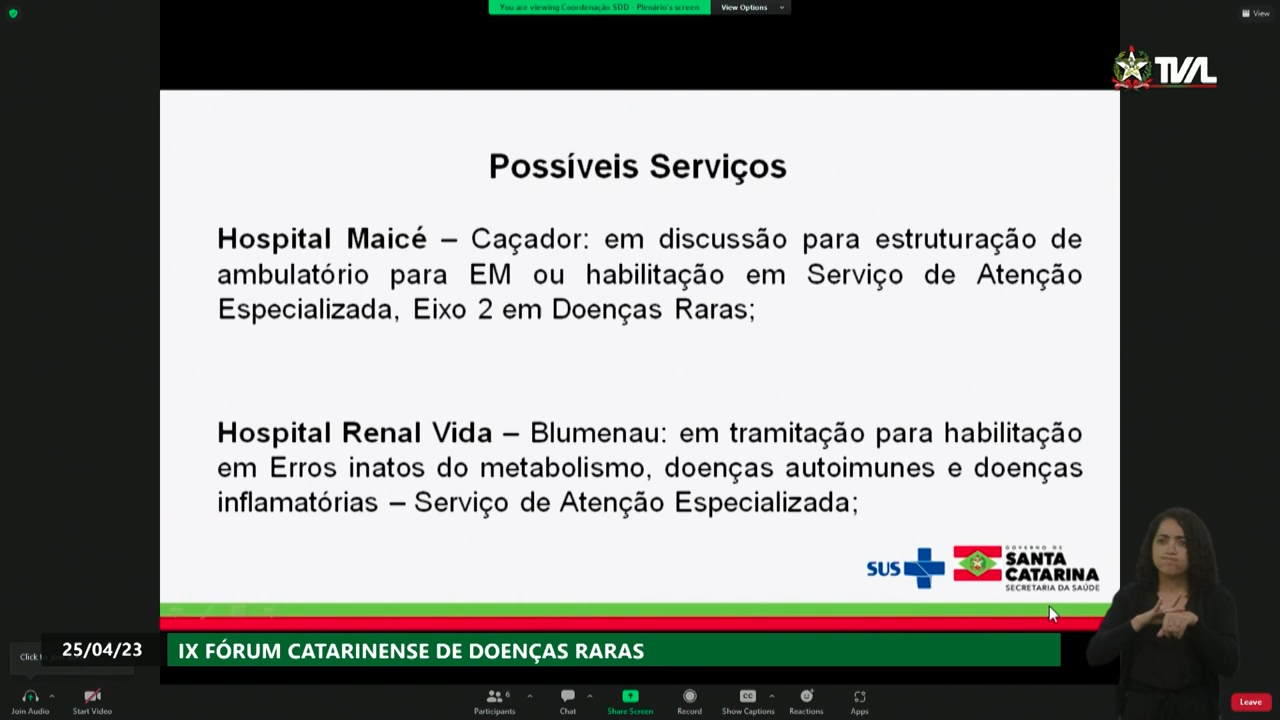 You are viewing Coordenação SDD - Plenário's screen
View Options
View
TVAL
Possíveis Serviços
Hospital Maicé – Caçador: em discussão para estruturação de
ambulatório para EM ou habilitação em Serviço de Atenção
Especializada, Eixo 2 em Doenças Raras;
Hospital Renal Vida – Blumenau: em tramitação para habilitação
em Erros inatos do metabolismo, doenças autoimunes e doenças
inflamatórias – Serviço de Atenção Especializada;
SUS
GOVERNO DE
SANTA
CATARINA
SECRETARIA DA SAÚDE
25/04/23
IX FÓRUM CATARINENSE DE DOENÇAS RARAS
Join Audio
Start Video
6
Participants
Chat
Share Screen
Record
CC
Show Captions
Reactions
Apps
Leave